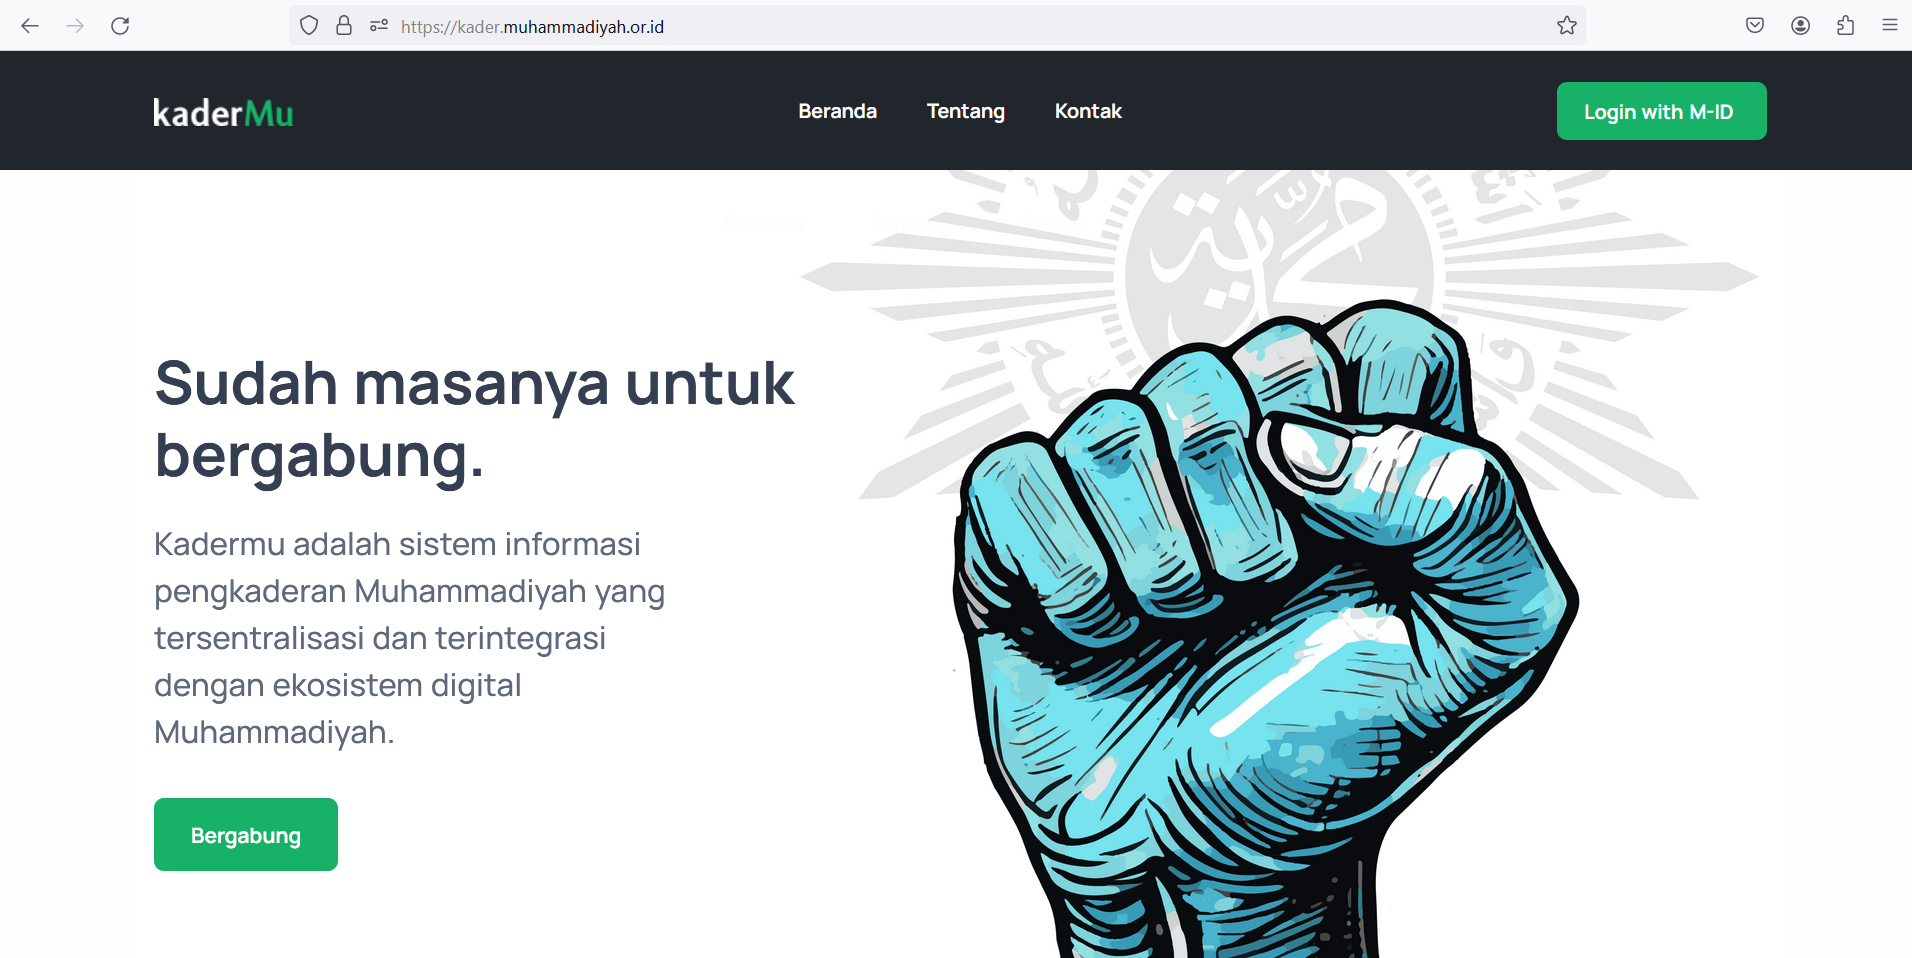 https://kader.muhammadiyah.or.id
kaderMu
Beranda
Tentang
Kontak
Login with M-ID
Sudah masanya untuk
bergabung.
Kadermu adalah sistem informasi
pengkaderan Muhammadiyah yang
tersentralisasi dan terintegrasi
dengan ekosistem digital
Muhammadiyah.
Bergabung